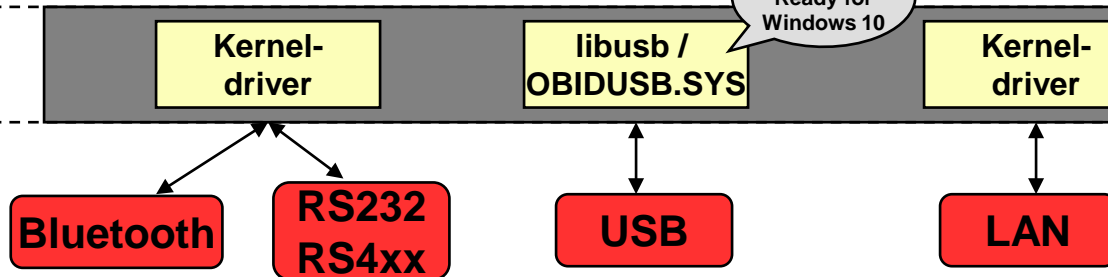 Ready for
Windows 10
Kernel-
driver
libusb /
OBIDUSB.SYS
Kernel-
driver
Bluetooth
RS232
RS4xx
USB
LAN